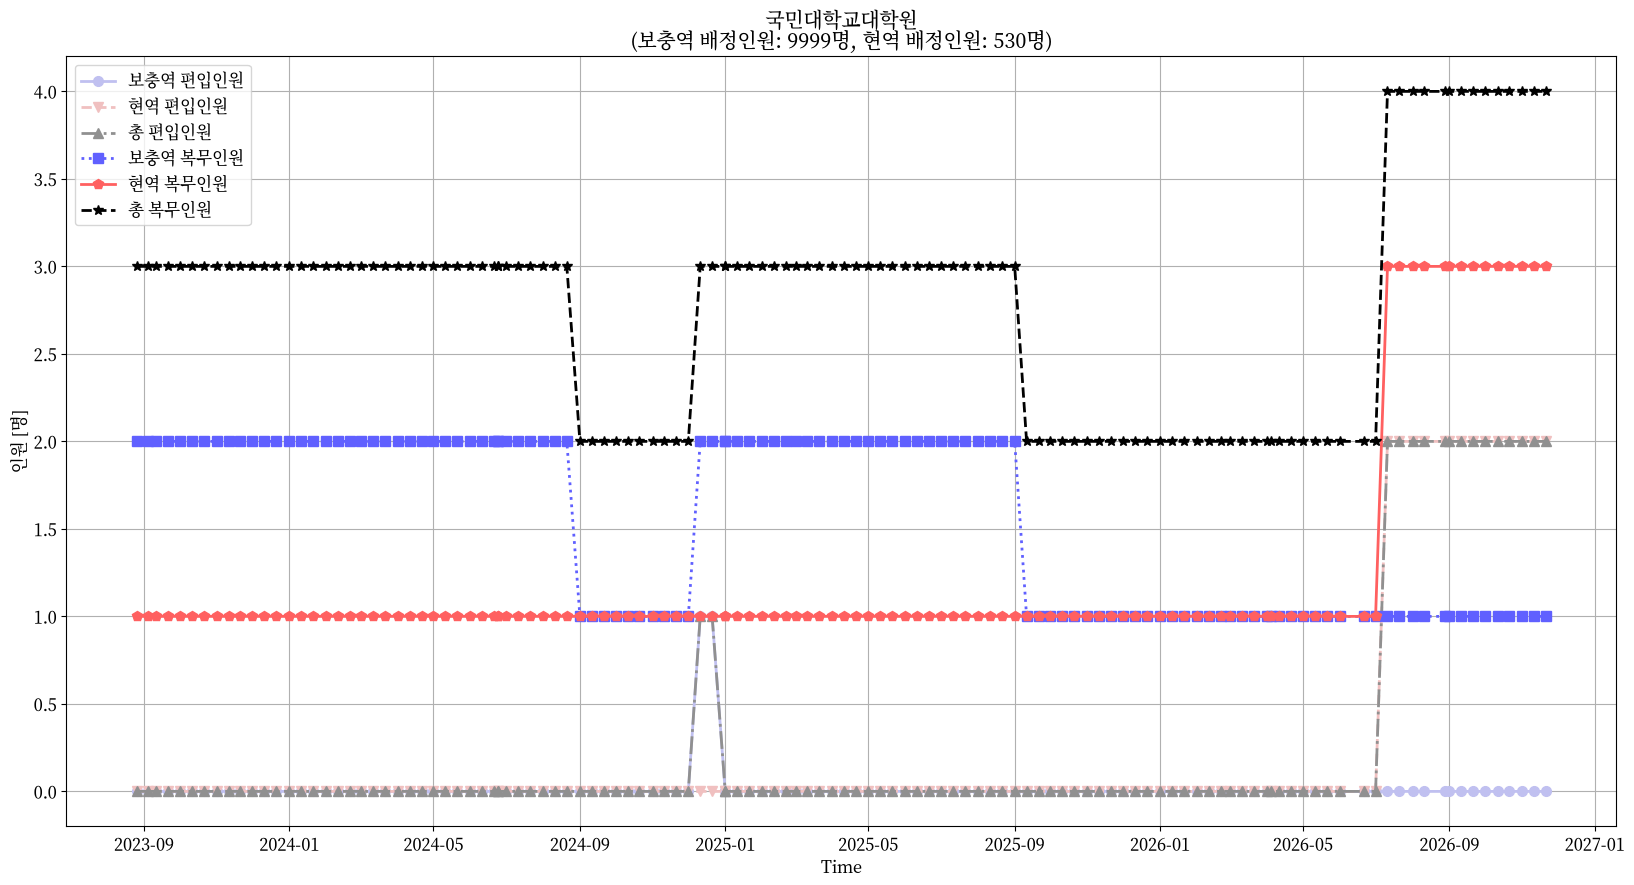 국민대학교대학원
(보충역 배정인원: 9999명, 현역 배정인원: 530명)
보충역 편입인원
현역 편입인원
총 편입인원
보충역 복무인원
현역 복무인원
총 복무인원
인원 [명]
4.0
3.5
3.0
2.5
2.0
1.5
1.0
0.5
0.0
2023-09 2024-01 2024-05 2024-09 2025-01 2025-05 2025-09 2026-01 2026-05 2026-09 2027-01
Time